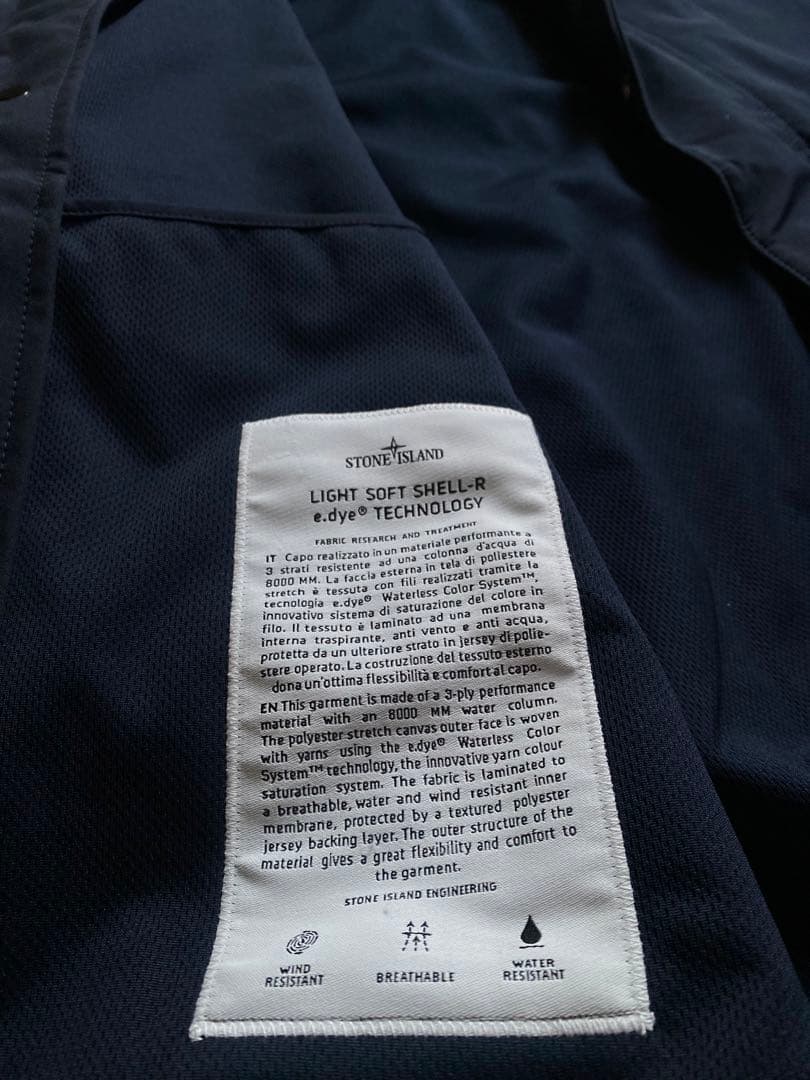 STONE ISLAND
LIGHT SOFT SHELL-R
e.dye® TECHNOLOGY
FABRIC RESEARCH AND TREATMENT
IT Capo realizzato in un materiale performante a
3 strati resistente ad una colonna d'acqua di
8000 MM. La faccia esterna in tela di poliestere
stretch è tessuta con fili realizzati tramite la
tecnologia e.dye® Waterless Color System™,
innovativo sistema di saturazione del colore in
filo. Il tessuto è laminato ad una membrana
interna traspirante, anti vento e anti acqua,
protetta da un ulteriore strato in jersey di polie-
stere operato. La costruzione del tessuto esterno
dona un'ottima flessibilità e comfort al capo.
EN This garment is made of a 3-ply performance
material with an 8000 MM water column.
The polyester stretch canvas outer face is woven
with yarns using the e.dye® Waterless Color
System™ technology, the innovative yarn colour
saturation system. The fabric is laminated to
a breathable, water and wind resistant inner
membrane, protected by a textured polyester
jersey backing layer. The outer structure of the
material gives a great flexibility and comfort to
the garment.
STONE ISLAND ENGINEERING
WIND
RESISTANT
BREATHABLE
WATER
RESISTANT